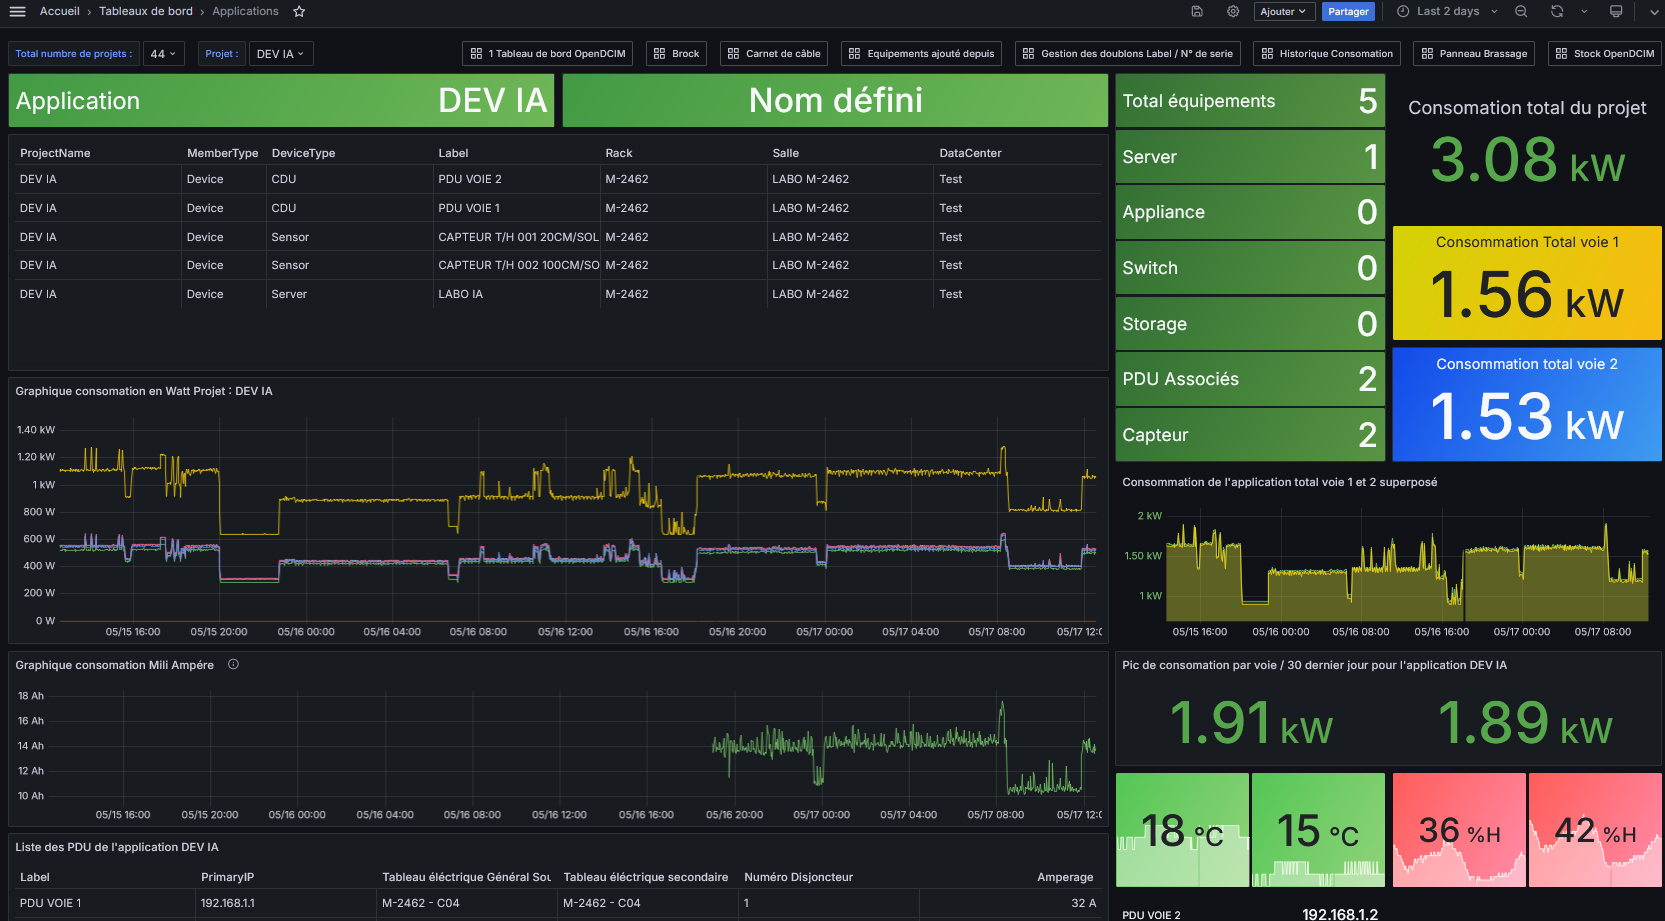 Accueil › Tableaux de bord › Applications
Ajouter
Partager
Last 2 days
Total numbre de projets :
44
Projet :
DEV IA
1 Tableau de bord OpenDCIM
Brock
Carnet de câble
Equipements ajouté depuis
Gestion des doublons Label / N° de serie
Historique Consomation
Panneau Brassage
Stock OpenDCIM
Application DEV IA
Nom défini
ProjectName MemberType DeviceType Label Rack Salle DataCenter
DEV IA Device CDU PDU VOIE 2 M-2462 LABO M-2462 Test
DEV IA Device CDU PDU VOIE 1 M-2462 LABO M-2462 Test
DEV IA Device Sensor CAPTEUR T/H 001 20CM/SOL M-2462 LABO M-2462 Test
DEV IA Device Sensor CAPTEUR T/H 002 100CM/SO M-2462 LABO M-2462 Test
DEV IA Device Server LABO IA M-2462 LABO M-2462 Test
Total équipements 5
Server 1
Appliance 0
Switch 0
Storage 0
PDU Associés 2
Capteur 2
Consomation total du projet
3.08 kW
Consommation Total voie 1
1.56 kW
Consommation total voie 2
1.53 kW
Graphique consomation en Watt Projet : DEV IA
1.40 kW
1.20 kW
1 kW
800 W
600 W
400 W
200 W
0 W
05/15 16:00 05/15 20:00 05/16 00:00 05/16 04:00 05/16 08:00 05/16 12:00 05/16 16:00 05/16 20:00 05/17 00:00 05/17 04:00 05/17 08:00 05/17 12:0
Consommation de l'application total voie 1 et 2 superposé
2 kW
1.50 kW
1 kW
05/15 16:00 05/16 00:00 05/16 08:00 05/16 16:00 05/17 00:00 05/17 08:00
Graphique consomation Mili Ampére
18 Ah
16 Ah
14 Ah
12 Ah
10 Ah
05/15 16:00 05/15 20:00 05/16 00:00 05/16 04:00 05/16 08:00 05/16 12:00 05/16 16:00 05/16 20:00 05/17 00:00 05/17 04:00 05/17 08:00 05/17 12:0
Pic de consomation par voie / 30 dernier jour pour l'application DEV IA
1.91 kW 1.89 kW
18 °C
15 °C
36 %H
42 %H
Liste des PDU de l'application DEV IA
Label PrimaryIP Tableau éléctrique Général Sou Tableau éléctrique secondaire Numéro Disjoncteur Amperage
PDU VOIE 1 192.168.1.1 M-2462 - C04 M-2462 - C04 1 32 A
PDU VOIE 2 192.168.1.2